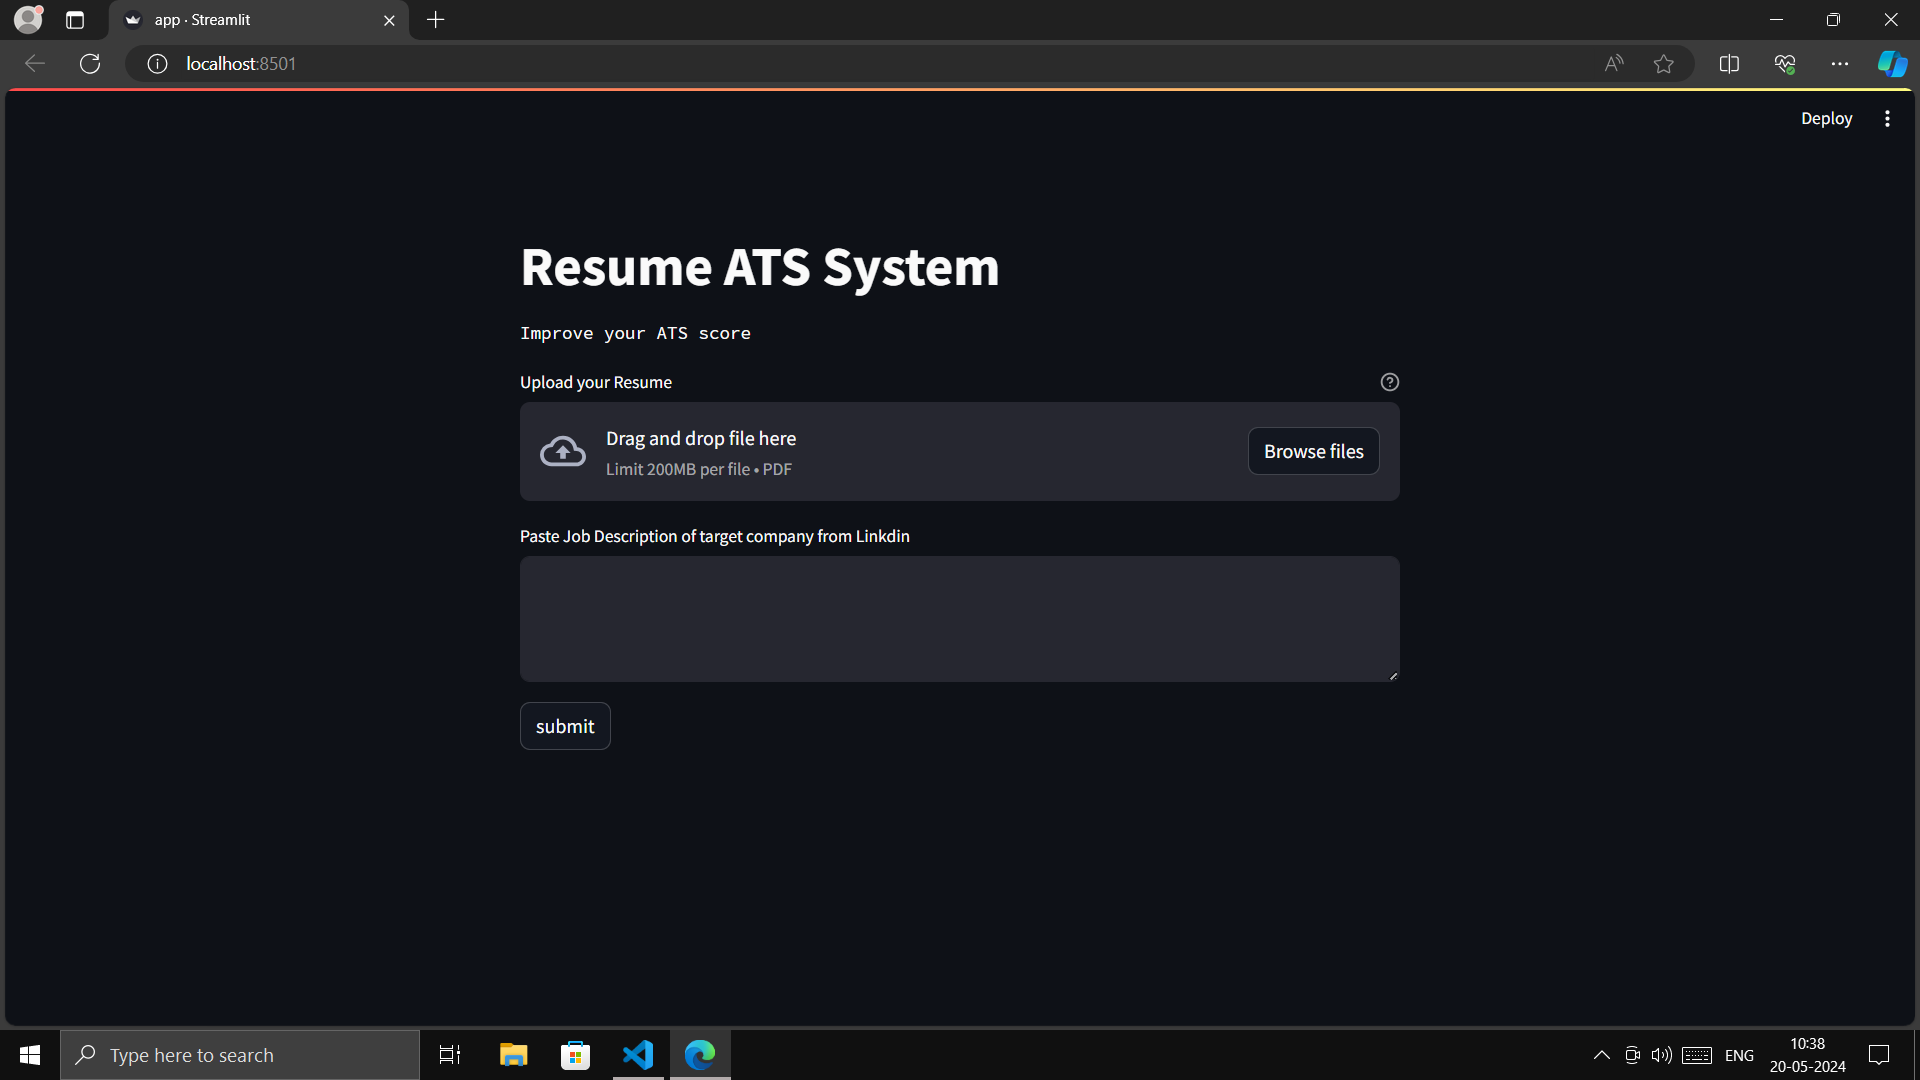 app · Streamlit
localhost:8501
Deploy
Resume ATS System
Improve your ATS score
Upload your Resume
Drag and drop file here
Limit 200MB per file • PDF
Browse files
Paste Job Description of target company from Linkdin
submit
Type here to search
ENG
10:38
20-05-2024